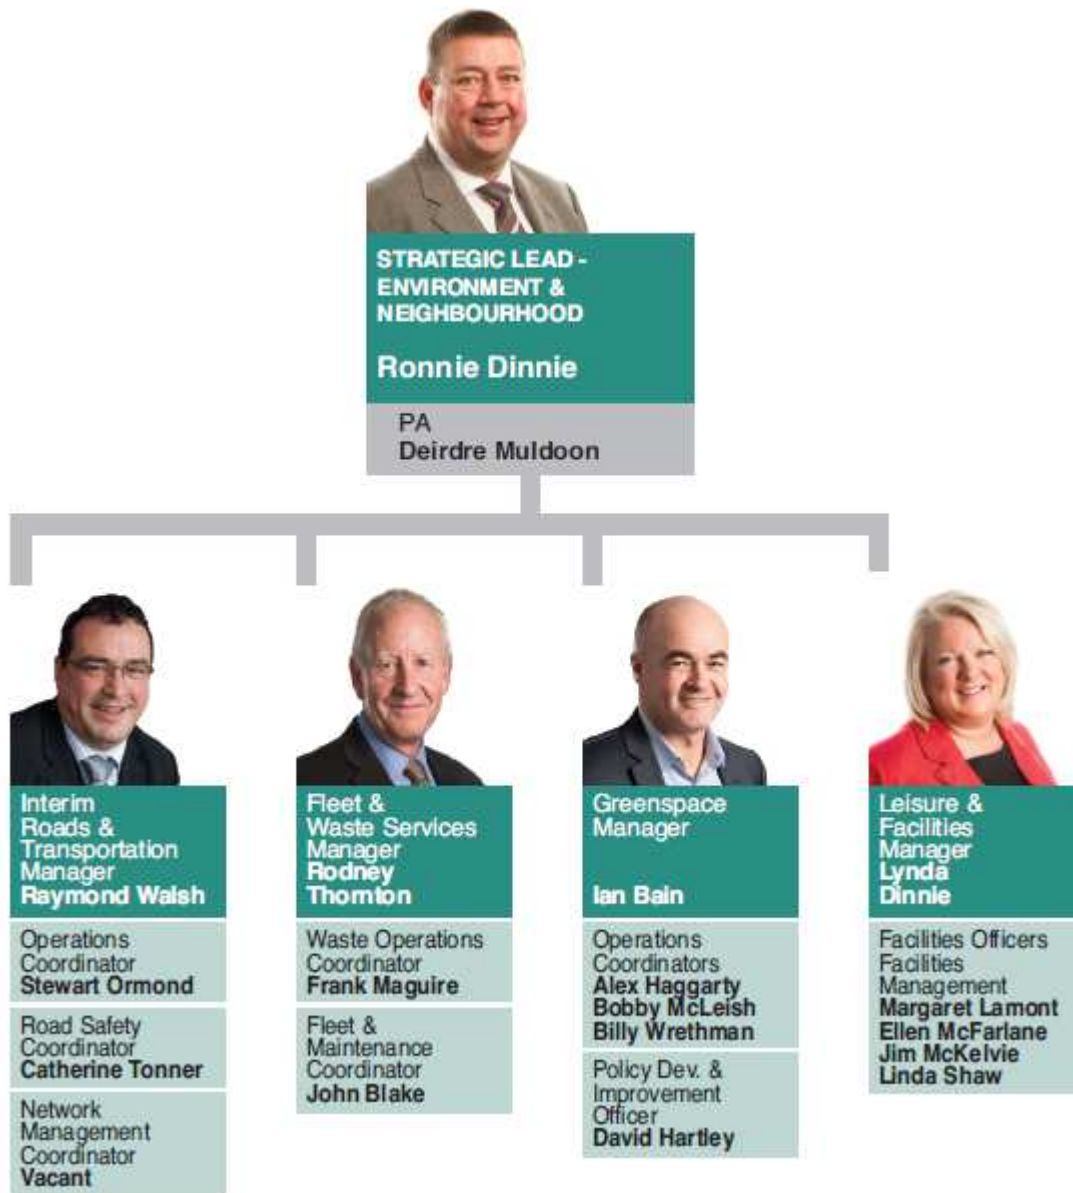 STRATEGIC LEAD -
ENVIRONMENT &
NEIGHBOURHOOD
Ronnie Dinnie
PA
Deirdre Muldoon
Interim
Roads &
Transportation
Manager
Raymond Walsh
Operations
Coordinator
Stewart Ormond
Road Safety
Coordinator
Catherine Tonner
Network
Management
Coordinator
Vacant
Fleet &
Waste Services
Manager
Rodney
Thornton
Waste Operations
Coordinator
Frank Maguire
Fleet &
Maintenance
Coordinator
John Blake
Greenspace
Manager
Ian Bain
Operations
Coordinators
Alex Haggarty
Bobby McLeish
Billy Wrethman
Policy Dev. &
Improvement
Officer
David Hartley
Leisure &
Facilities
Manager
Lynda
Dinnie
Facilities Officers
Facilities
Management
Margaret Lamont
Ellen McFarlane
Jim McKelvie
Linda Shaw